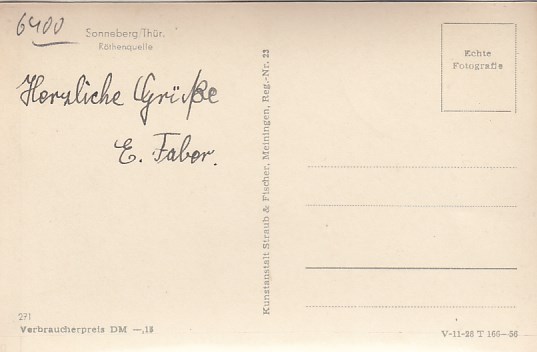 6400
Sonneberg/Thür.
Röthenquelle
Herzliche Grüße
E. Faber.
271
Verbraucherpreis DM —,15
Kunstanstalt Straub & Fischer, Meiningen, Reg.-Nr. 22
Echte
Fotografie
V-11-28 T 166—56